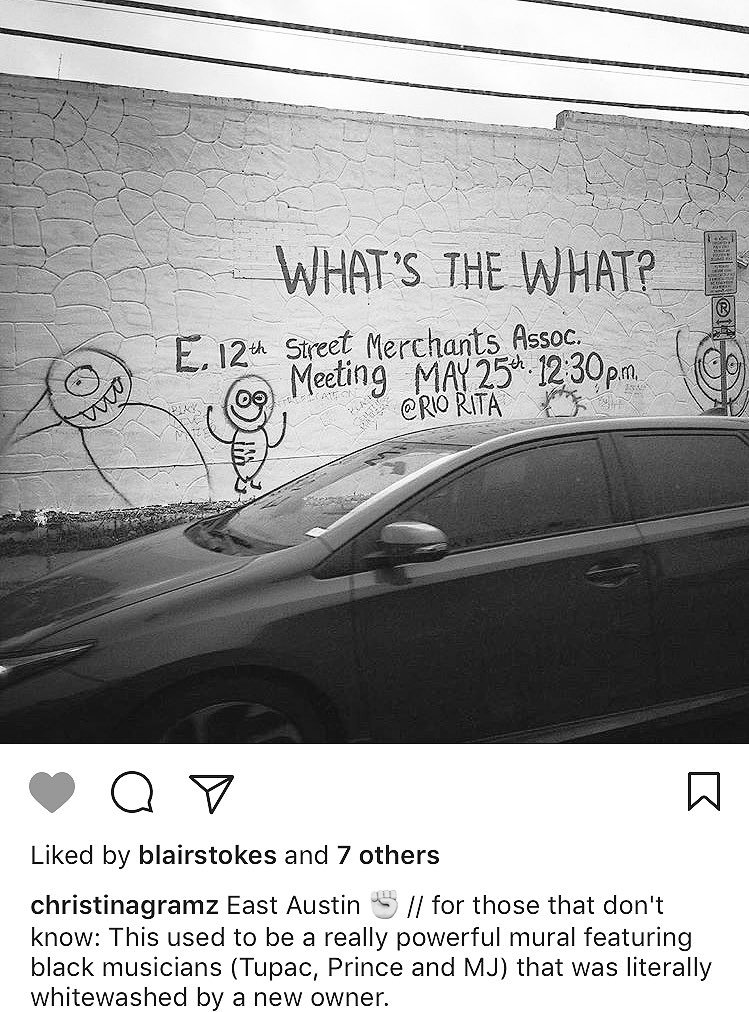 WHAT'S THE WHAT?
E. 12th Street Merchants Assoc.
Meeting MAY 25th · 12:30 p.m.
@RIO RITA
R
Liked by blairstokes and 7 others
christinagramz East Austin ✊ // for those that don't
know: This used to be a really powerful mural featuring
black musicians (Tupac, Prince and MJ) that was literally
whitewashed by a new owner.